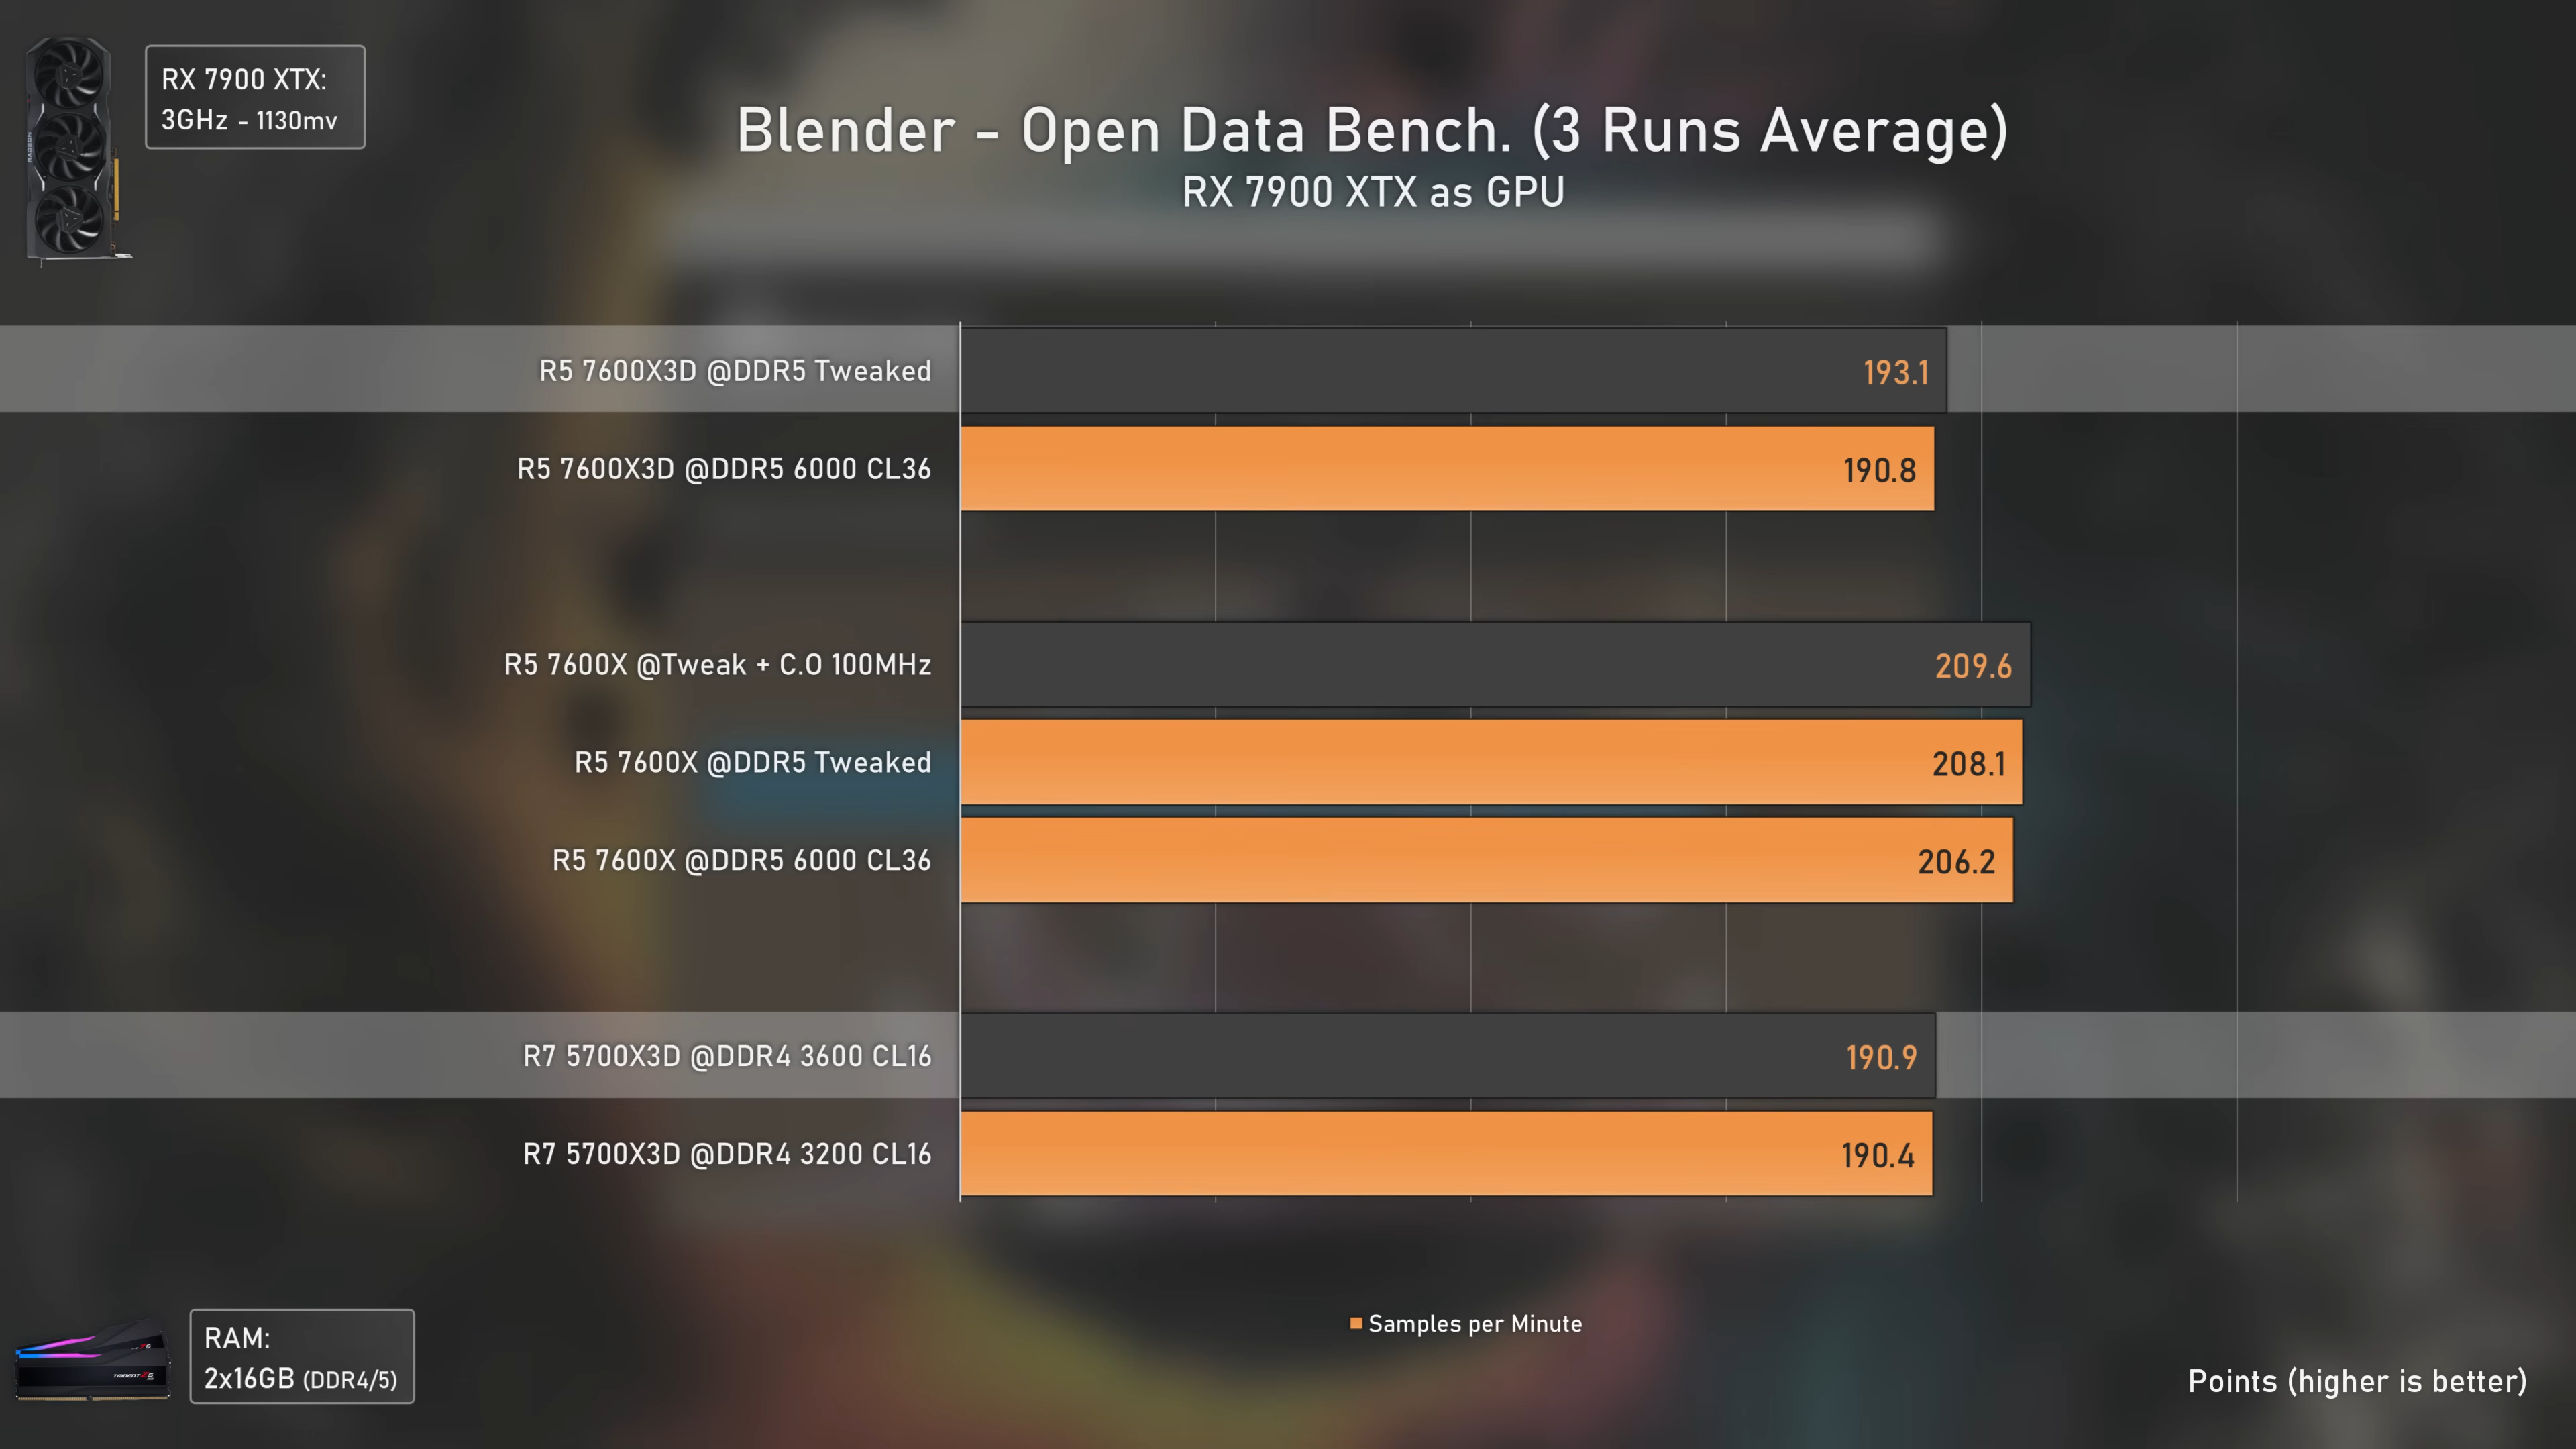 RX 7900 XTX:
3GHz - 1130mv
Blender - Open Data Bench. (3 Runs Average)
RX 7900 XTX as GPU
R5 7600X3D @DDR5 Tweaked
193.1
R5 7600X3D @DDR5 6000 CL36
190.8
R5 7600X @Tweak + C.O 100MHz
209.6
R5 7600X @DDR5 Tweaked
208.1
R5 7600X @DDR5 6000 CL36
206.2
R7 5700X3D @DDR4 3600 CL16
190.9
R7 5700X3D @DDR4 3200 CL16
190.4
Samples per Minute
RAM:
2x16GB (DDR4/5)
Points (higher is better)
RADEON
TRIDENT Z5